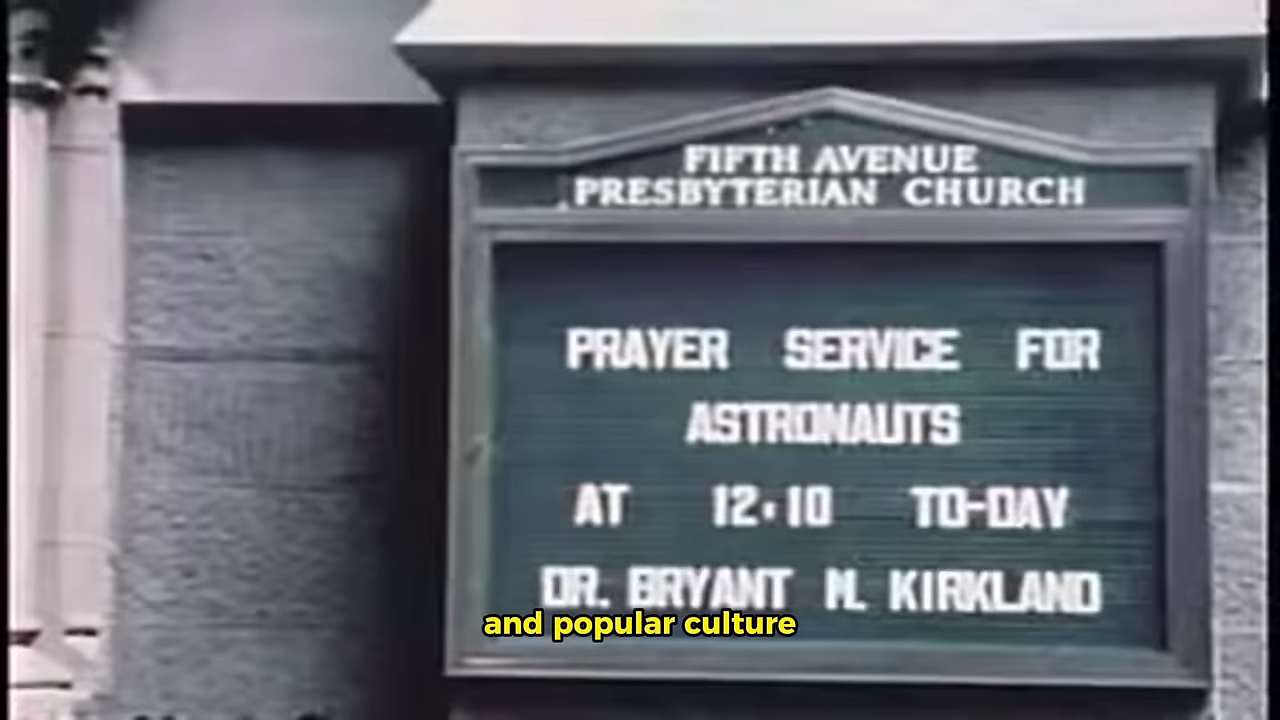 FIFTH AVENUE
PRESBYTERIAN CHURCH
PRAYER SERVICE FOR
ASTRONAUTS
AT 12•10 TO-DAY
DR. BRYANT N. KIRKLAND
and popular culture